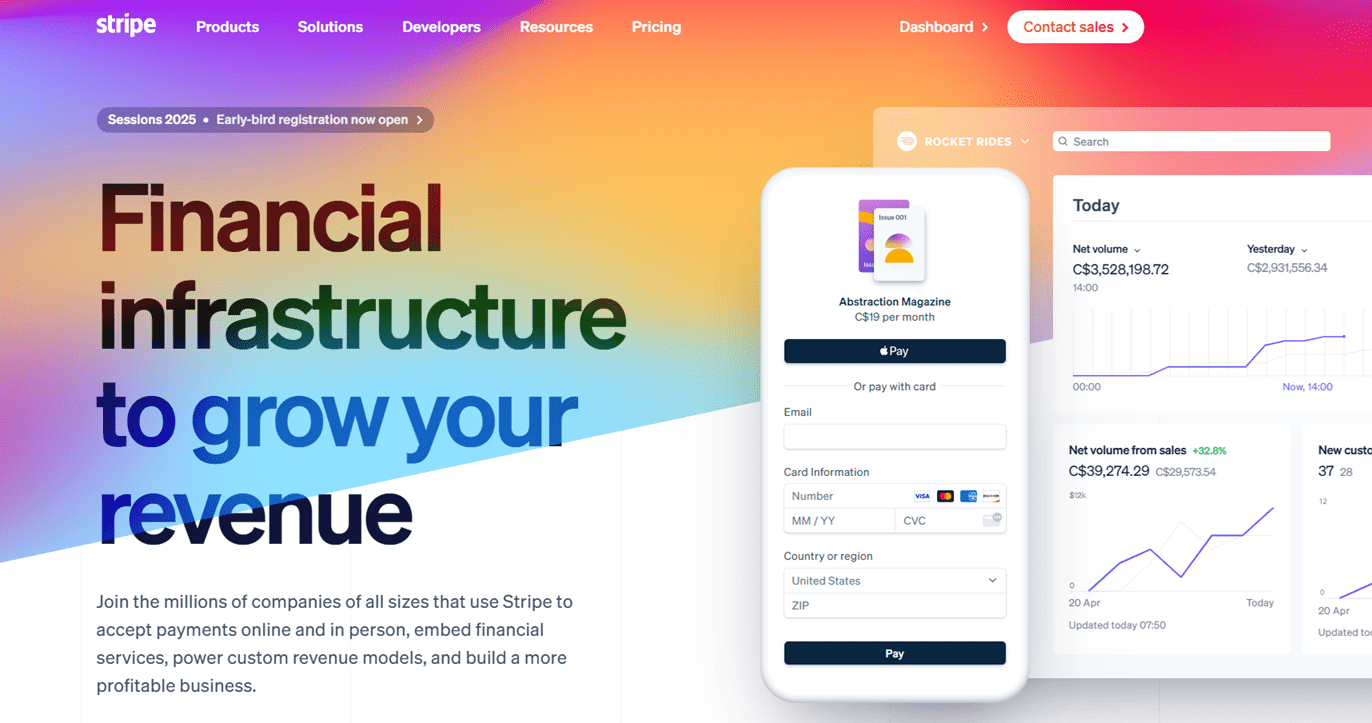 stripe
Products
Solutions
Developers
Resources
Pricing
Dashboard
Contact sales
Sessions 2025 • Early-bird registration now open
Financial
infrastructure
to grow your
revenue
Join the millions of companies of all sizes that use Stripe to
accept payments online and in person, embed financial
services, power custom revenue models, and build a more
profitable business.
Issue 001
Abstraction Magazine
C$19 per month
Pay
Or pay with card
Email
Card Information
Number
VISA
MM / YY
CVC
Country or region
United States
ZIP
Pay
ROCKET RIDES
Search
Today
Net volume
Yesterday
C$3,528,198.72
C$2,931,556.34
14:00
00:00
Now, 14:00
Net volume from sales +32.8%
C$39,274.29 C$29,573.54
$12k
0
20 Apr
Today
Updated today 07:50
New custo
37 28
12
0
20 Apr
Updated to